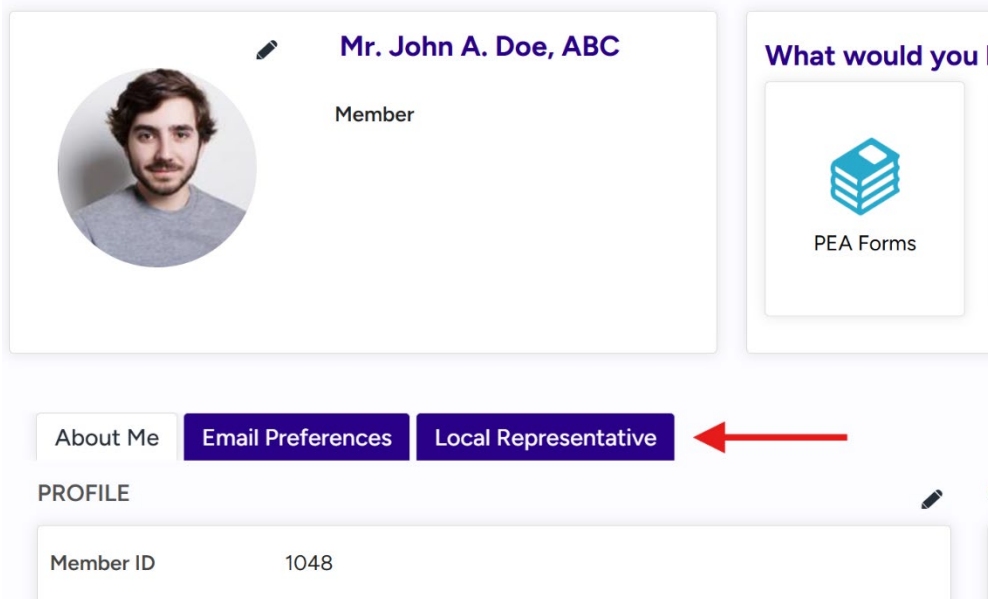 Mr. John A. Doe, ABC
Member
What would you
PEA Forms
About Me
Email Preferences
Local Representative
PROFILE
Member ID
1048